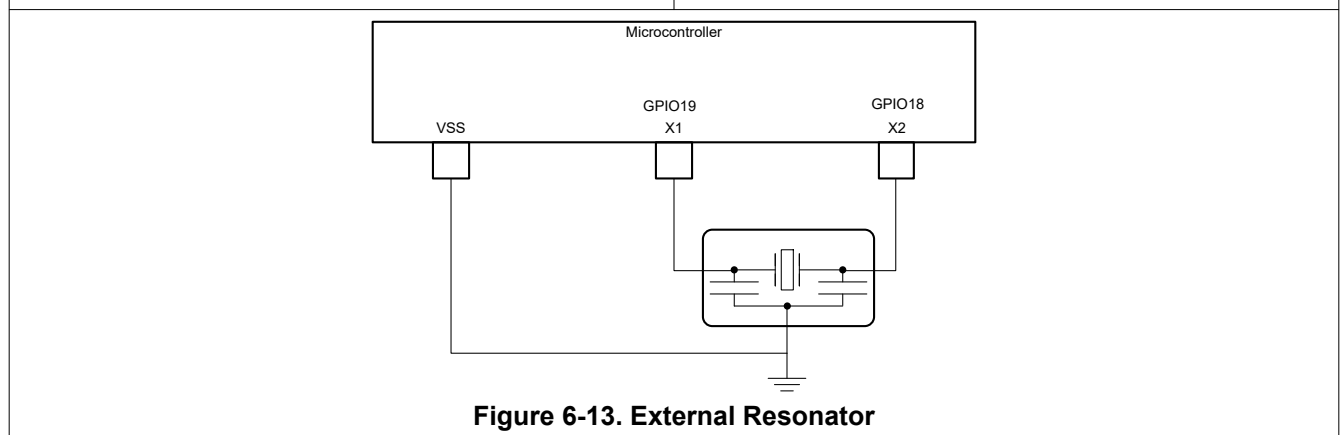 Microcontroller
GPIO19
GPIO18
VSS
X1
X2
Figure 6-13. External Resonator